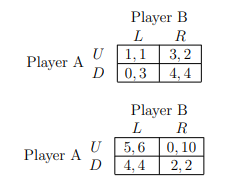 Player B
L R
Player A U 1, 1 3, 2
D 0, 3 4, 4
Player B
L R
Player A U 5, 6 0, 10
D 4, 4 2, 2